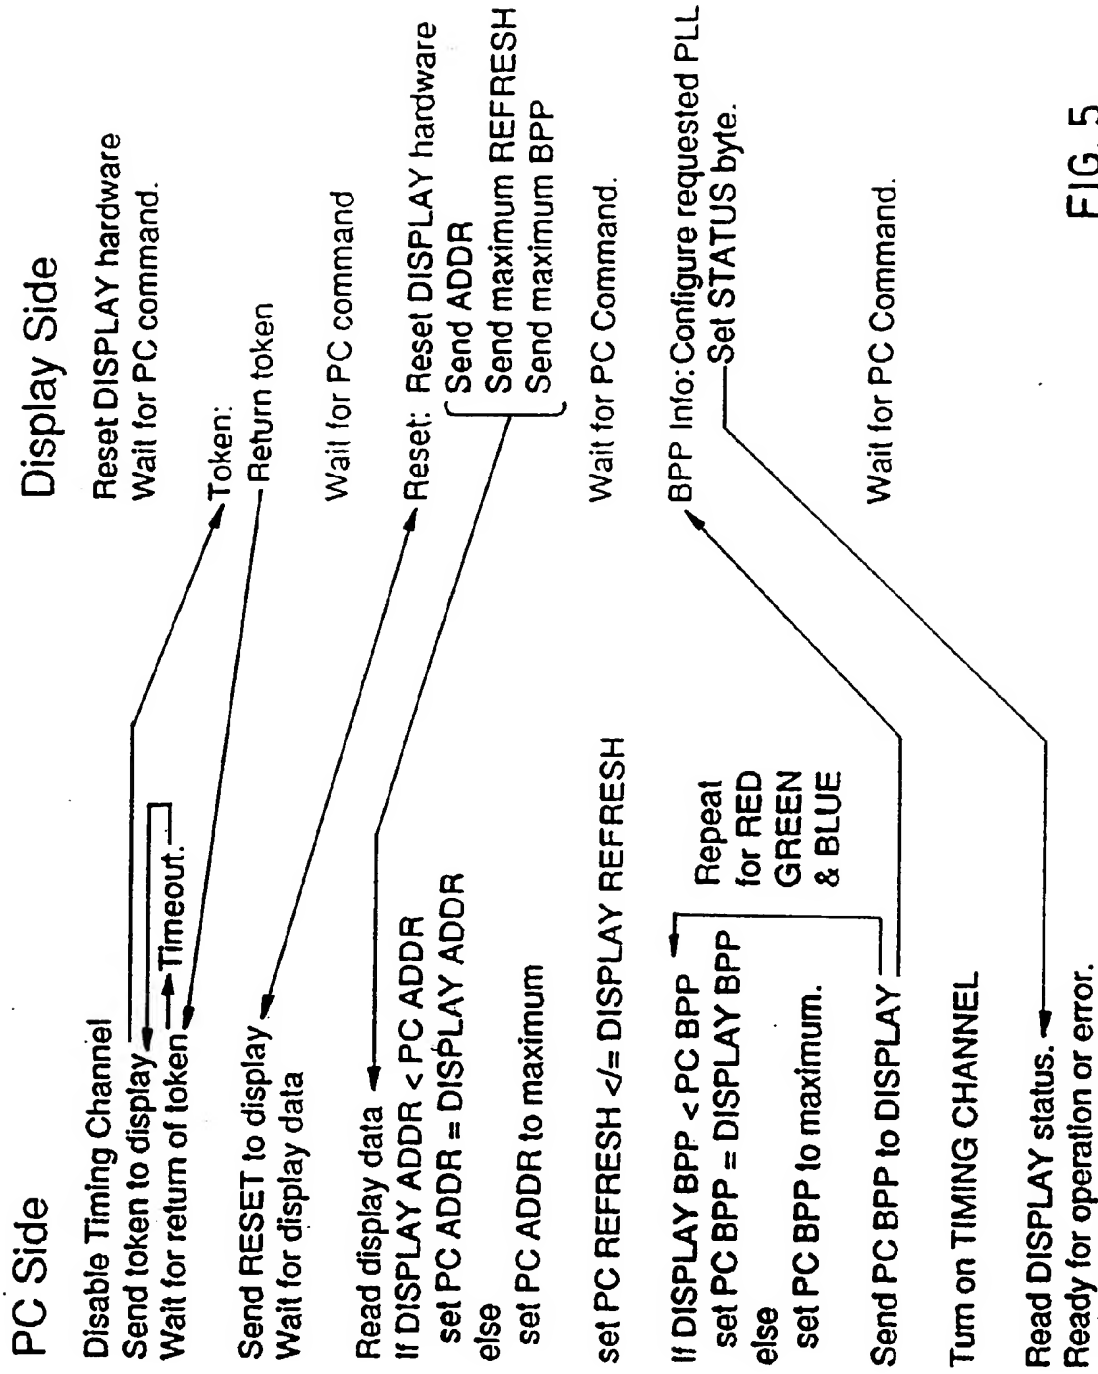 PC Side
Disable Timing Channel
Send token to display
Wait for return of token
Timeout.
Send RESET to display
Wait for display data
Read display data
If DISPLAY ADDR < PC ADDR
set PC ADDR = DISPLAY ADDR
else
set PC ADDR to maximum
set PC REFRESH </= DISPLAY REFRESH
If DISPLAY BPP < PC BPP
set PC BPP = DISPLAY BPP
else
set PC BPP to maximum.
Repeat
for RED
GREEN
& BLUE
Send PC BPP to DISPLAY
Turn on TIMING CHANNEL
Read DISPLAY status.
Ready for operation or error.
Display Side
Reset DISPLAY hardware
Wait for PC command.
Token:
Return token
Wait for PC command
Reset: Reset DISPLAY hardware
Send ADDR
Send maximum REFRESH
Send maximum BPP
Wait for PC Command.
BPP Info: Configure requested PLL
Set STATUS byte.
Wait for PC Command.
FIG. 5